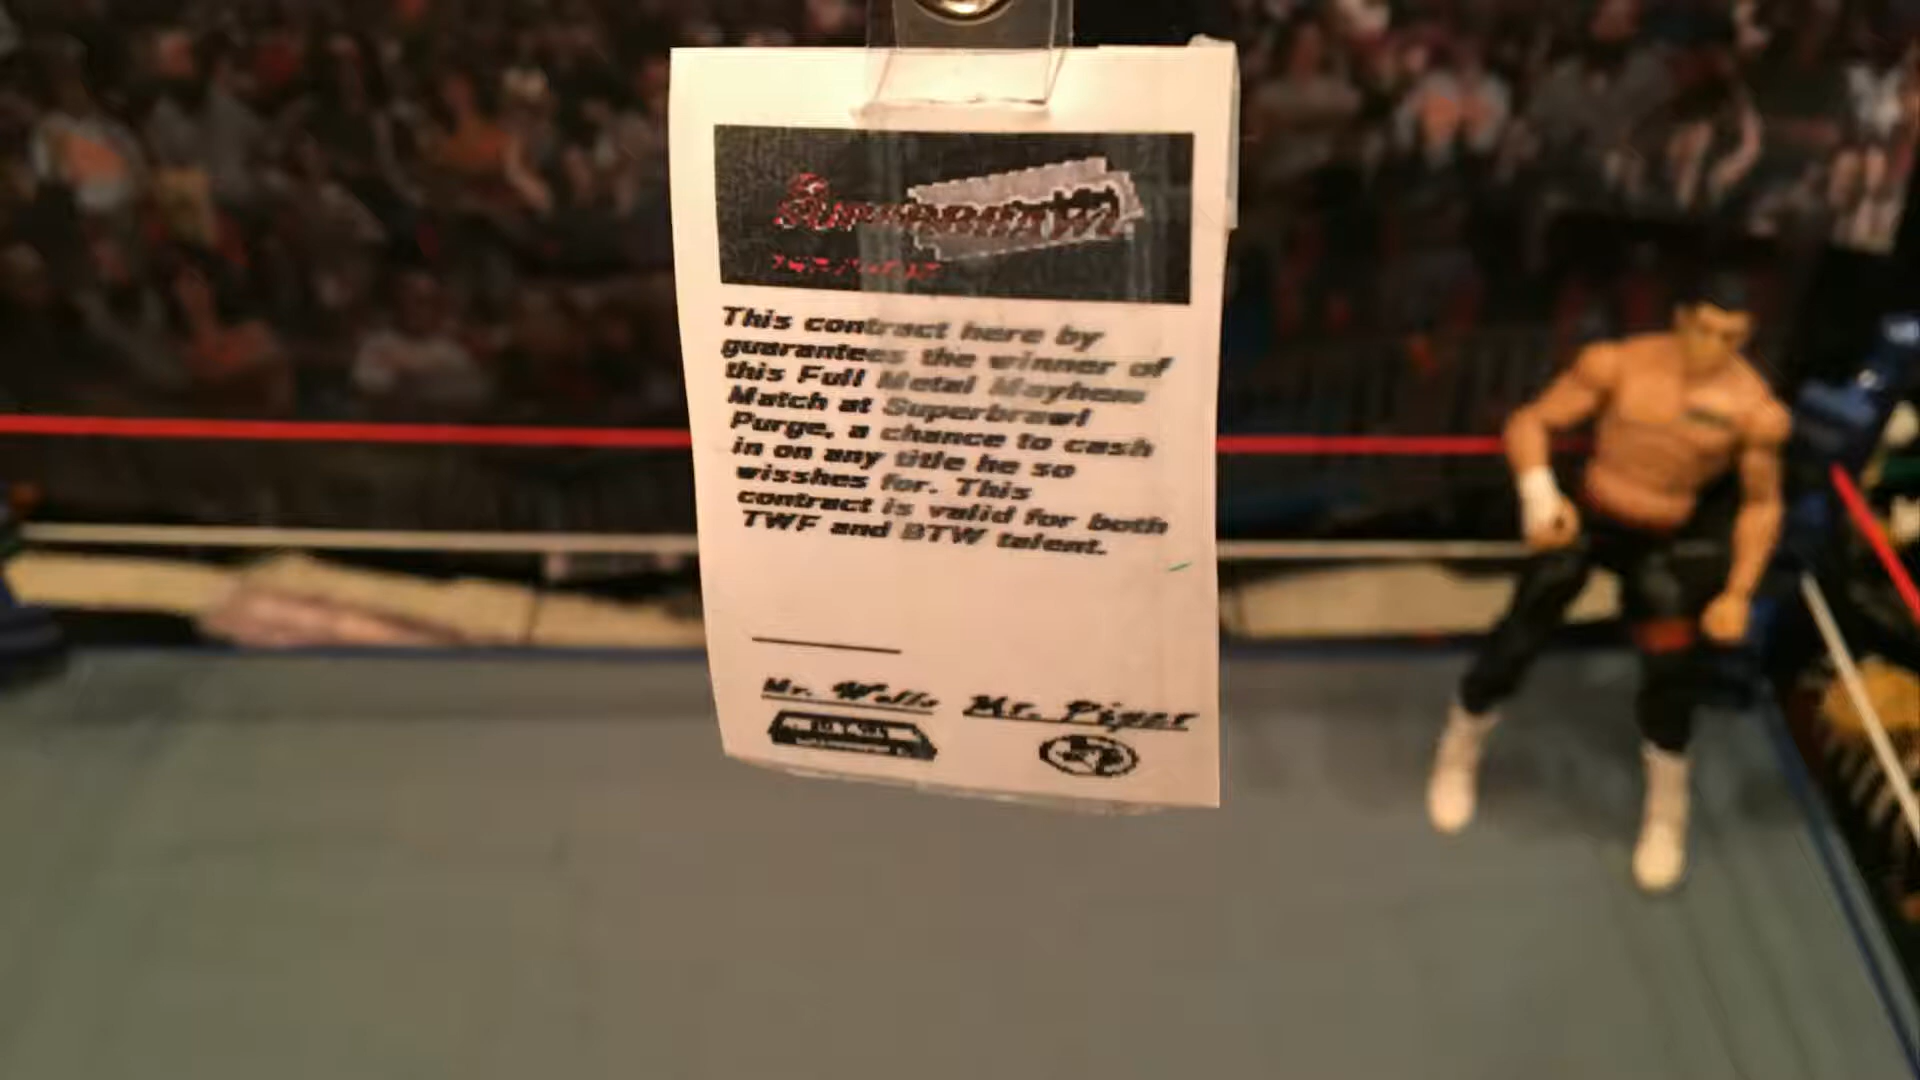 Superbrawl
This contract here by
guarantees the winner of
this Full Metal Mayhem
Match at Superbrawl
Purge, a chance to cash
in on any title he so
wisshes for. This
contract is valid for both
TWF and BTW talent.
Mr. Wells Mr. Piper